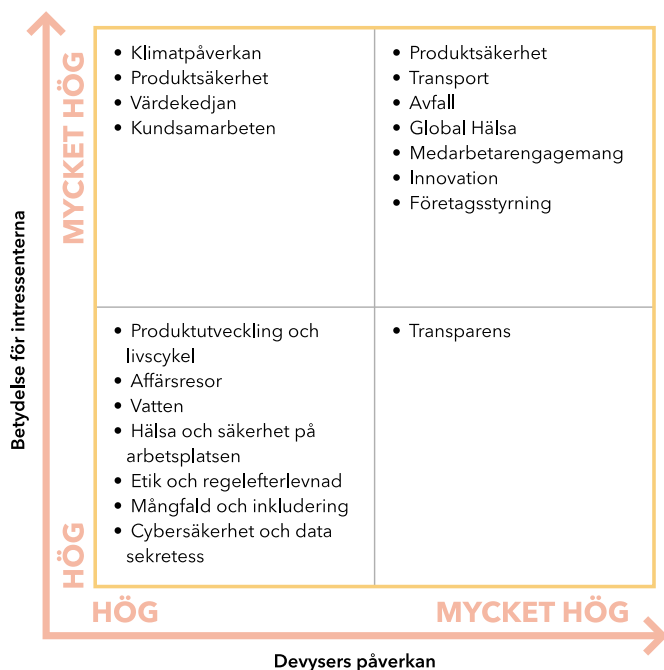 MYCKET HÖG
• Klimatpåverkan
• Produktsäkerhet
• Värdekedjan
• Kundsamarbeten
• Produktsäkerhet
• Transport
• Avfall
• Global Hälsa
• Medarbetarengagemang
• Innovation
• Företagsstyrning
Betydelse för intressenterna
HÖG
• Produktutveckling och
livscykel
• Affärsresor
• Vatten
• Hälsa och säkerhet på
arbetsplatsen
• Etik och regelefterlevnad
• Mångfald och inkludering
• Cybersäkerhet och data
sekretess
• Transparens
HÖG
MYCKET HÖG
Devysers påverkan